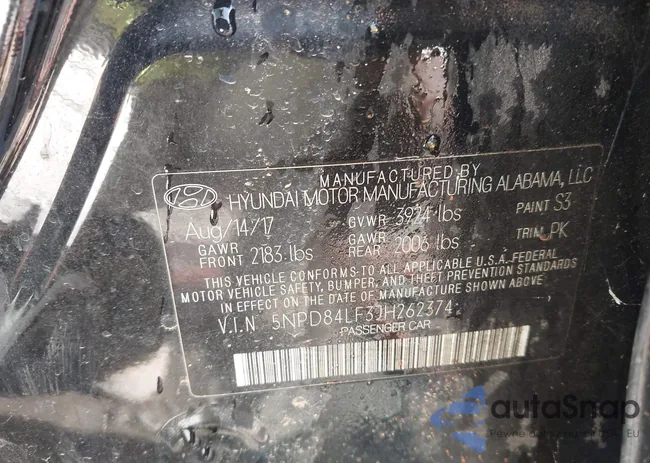 MANUFACTURED BY
HYUNDAI MOTOR MANUFACTURING ALABAMA, LLC
Aug/14/17 GVWR 3924 lbs PAINT S3
GAWR FRONT 2183 lbs GAWR REAR 2006 lbs TRIM PK
THIS VEHICLE CONFORMS TO ALL APPLICABLE U.S.A. FEDERAL
MOTOR VEHICLE SAFETY, BUMPER, AND THEFT PREVENTION STANDARDS
IN EFFECT ON THE DATE OF MANUFACTURE SHOWN ABOVE
V.I.N 5NPD84LF3JH262374
PASSENGER CAR
autoSnap
Pewne EU